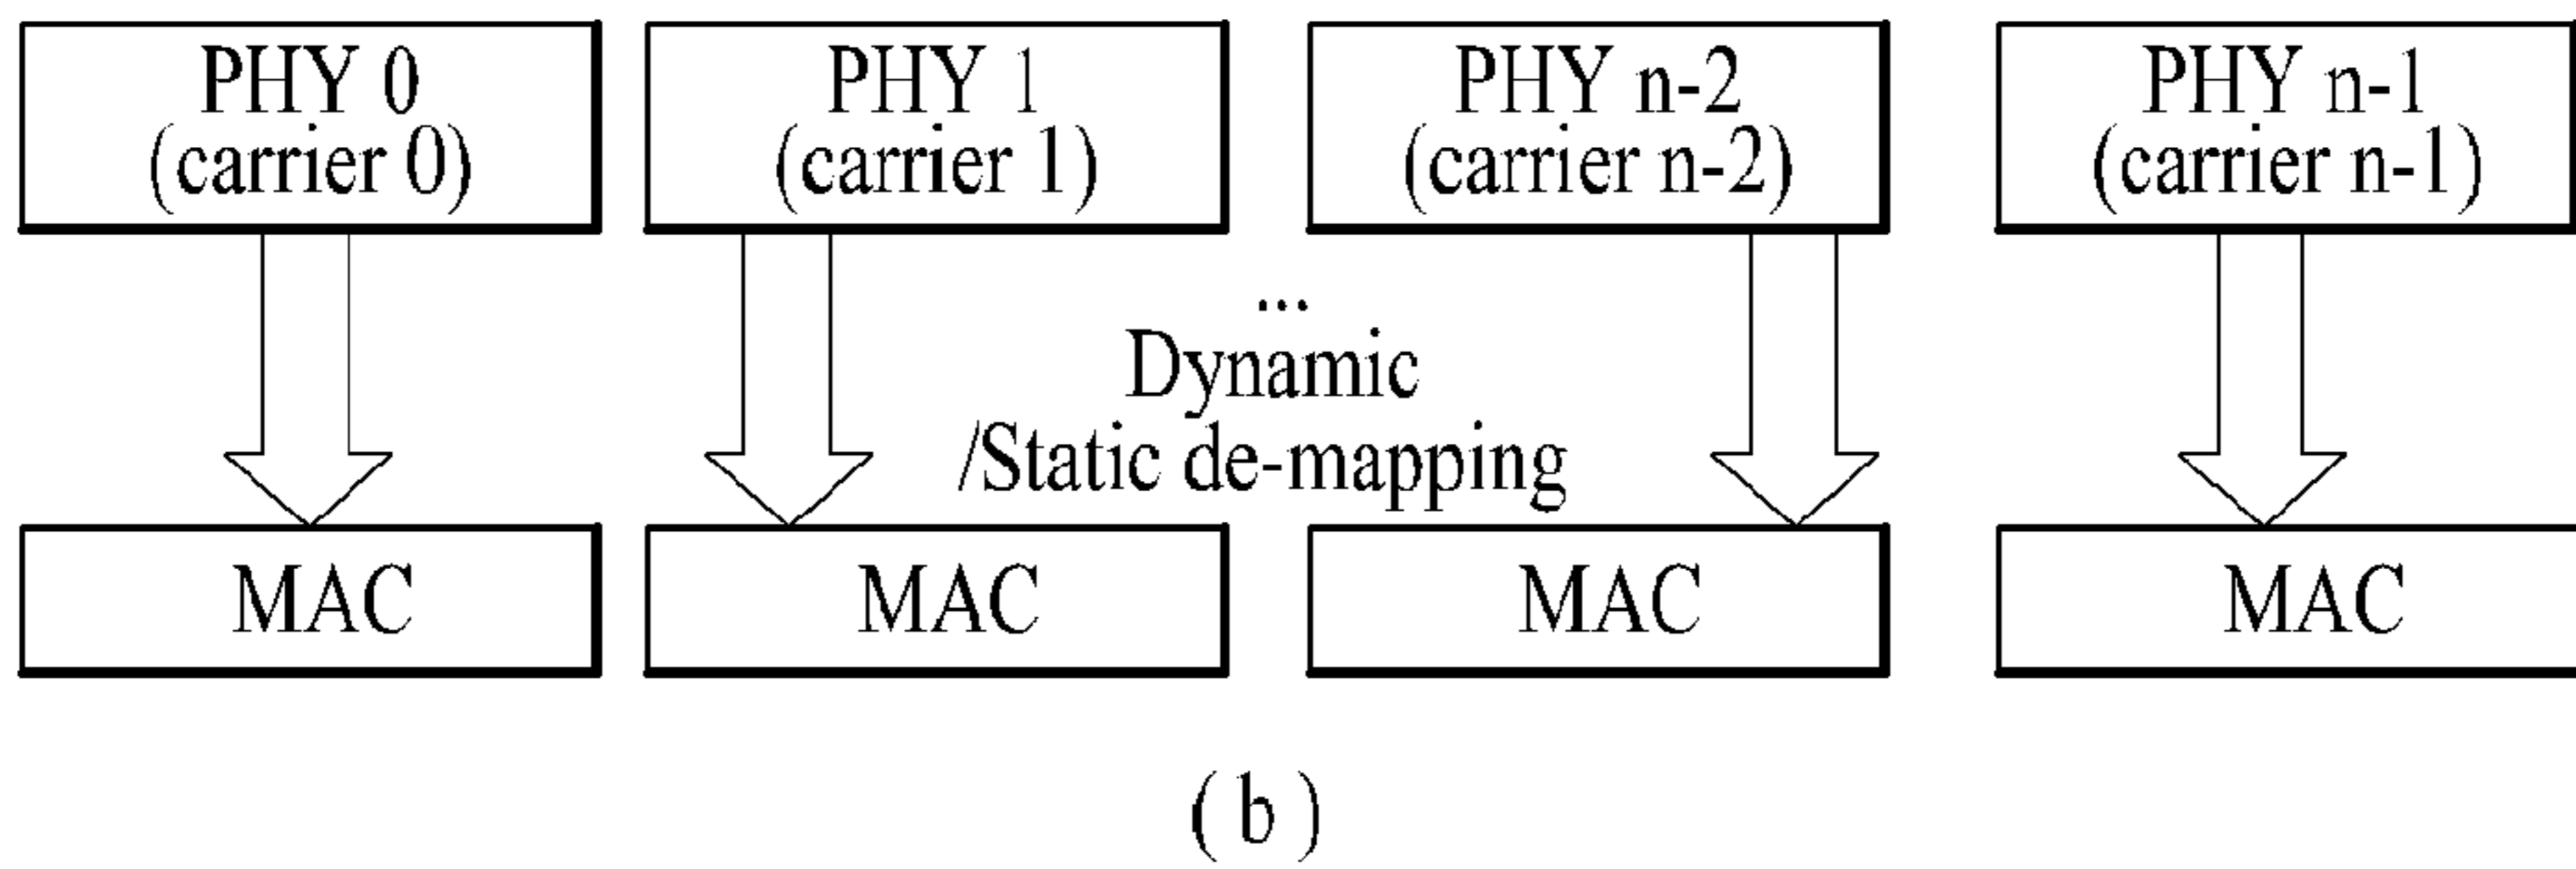 PHY 0
(carrier 0)
PHY 1
(carrier 1)
PHY n-2
(carrier n-2)
PHY n-1
(carrier n-1)
...
Dynamic
/Static de-mapping
MAC
MAC
MAC
MAC
( b )